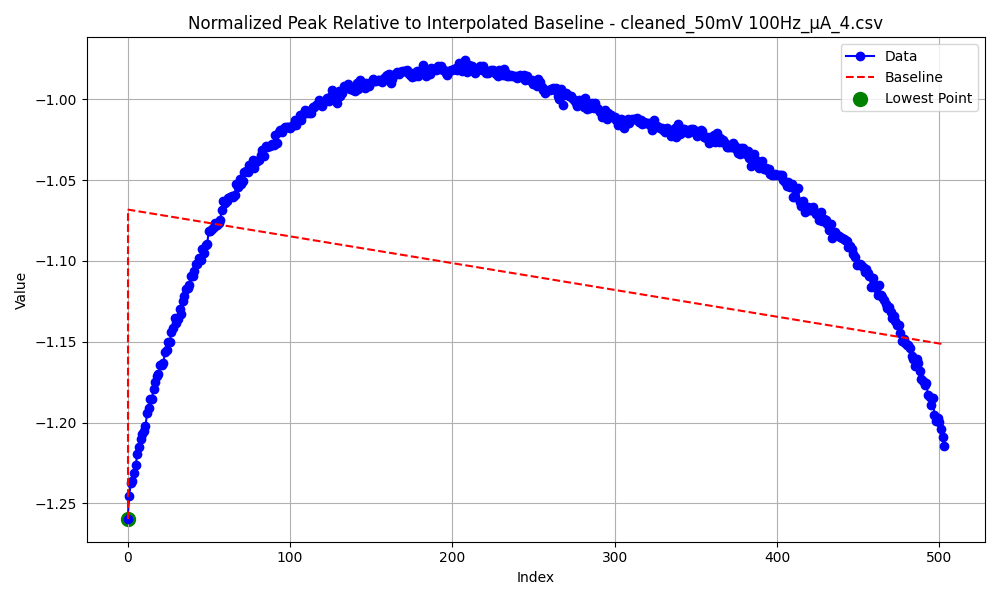 Normalized Peak Relative to Interpolated Baseline - cleaned_50mV 100Hz_µA_4.csv
Data
Baseline
Lowest Point
−1.00
−1.05
−1.10
−1.15
−1.20
−1.25
Value
0
100
200
300
400
500
Index